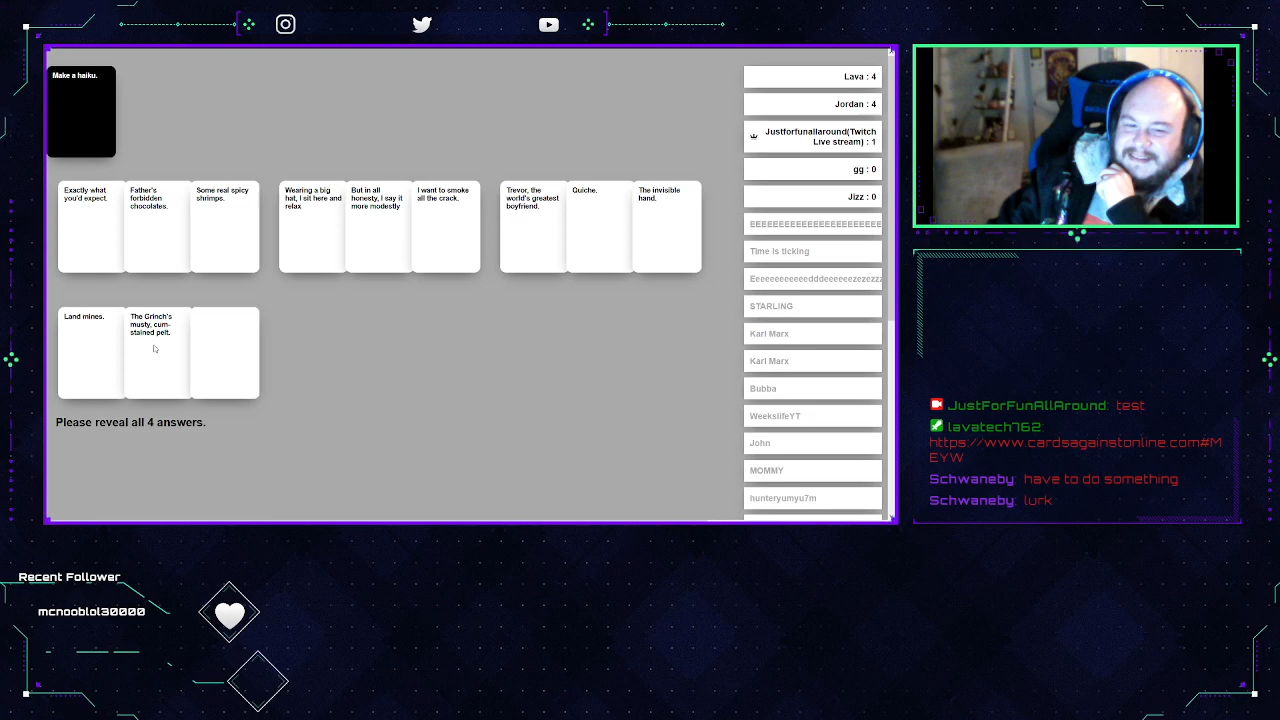 Make a haiku.
Exactly what
you'd expect.
Father's
forbidden
chocolates.
Some real spicy
shrimps.
Wearing a big
hat, I sit here and
relax
But in all
honesty, I say it
more modestly
I want to smoke
all the crack.
Trevor, the
world's greatest
boyfriend.
Quiche.
The invisible
hand.
Land mines.
The Grinch's
musty, cum-
stained pelt.
Please reveal all 4 answers.
Lava : 4
Jordan : 4
Justforfunallaround(Twitch
Live stream) : 1
gg : 0
Jizz : 0
Time is ticking
STARLING
Karl Marx
Karl Marx
Bubba
WeekslifeYT
John
MOMMY
hunteryumyu7m
JustForFunAllAround: test
lavatech762:
https://www.cardsagainstonline.com#M
EYW
Schwaneby: have to do something
Schwaneby: lurk
Recent Follower
mcnooblol30000